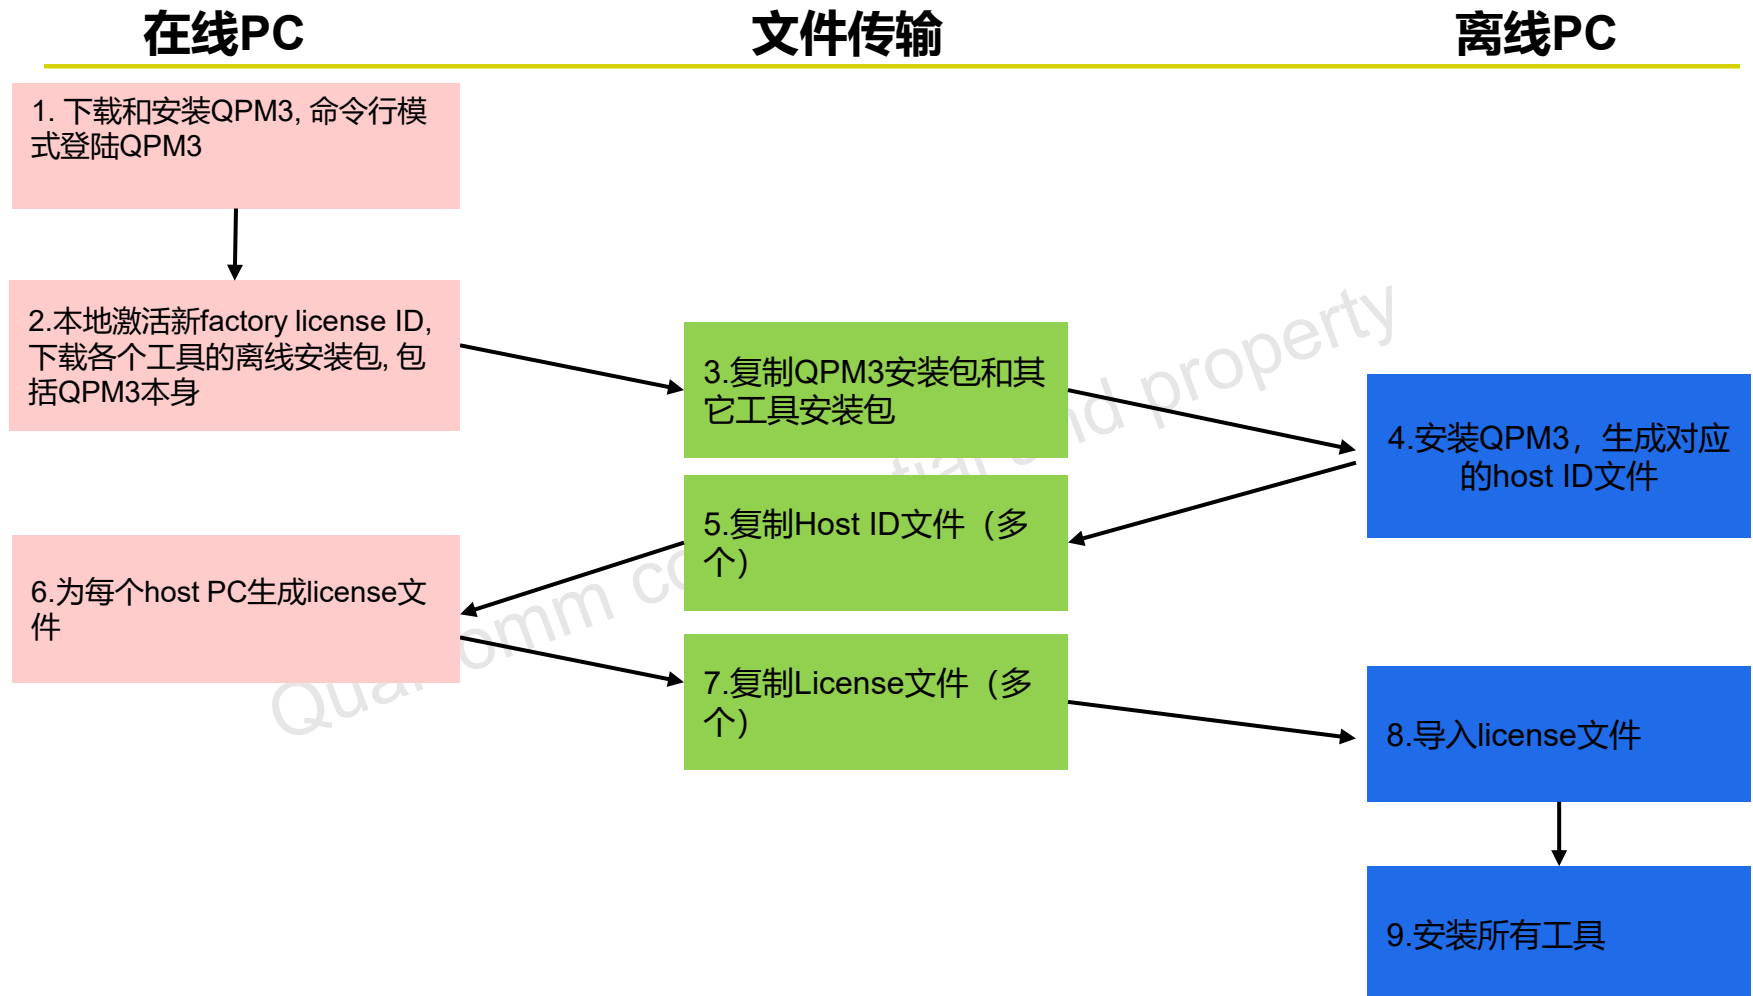 在线PC
文件传输
离线PC
1. 下载和安装QPM3, 命令行模
式登陆QPM3
2.本地激活新factory license ID,
下载各个工具的离线安装包, 包
括QPM3本身
3.复制QPM3安装包和其
它工具安装包
4.安装QPM3，生成对应
的host ID文件
5.复制Host ID文件（多
个）
6.为每个host PC生成license文
件
7.复制License文件（多
个）
8.导入license文件
9.安装所有工具
property